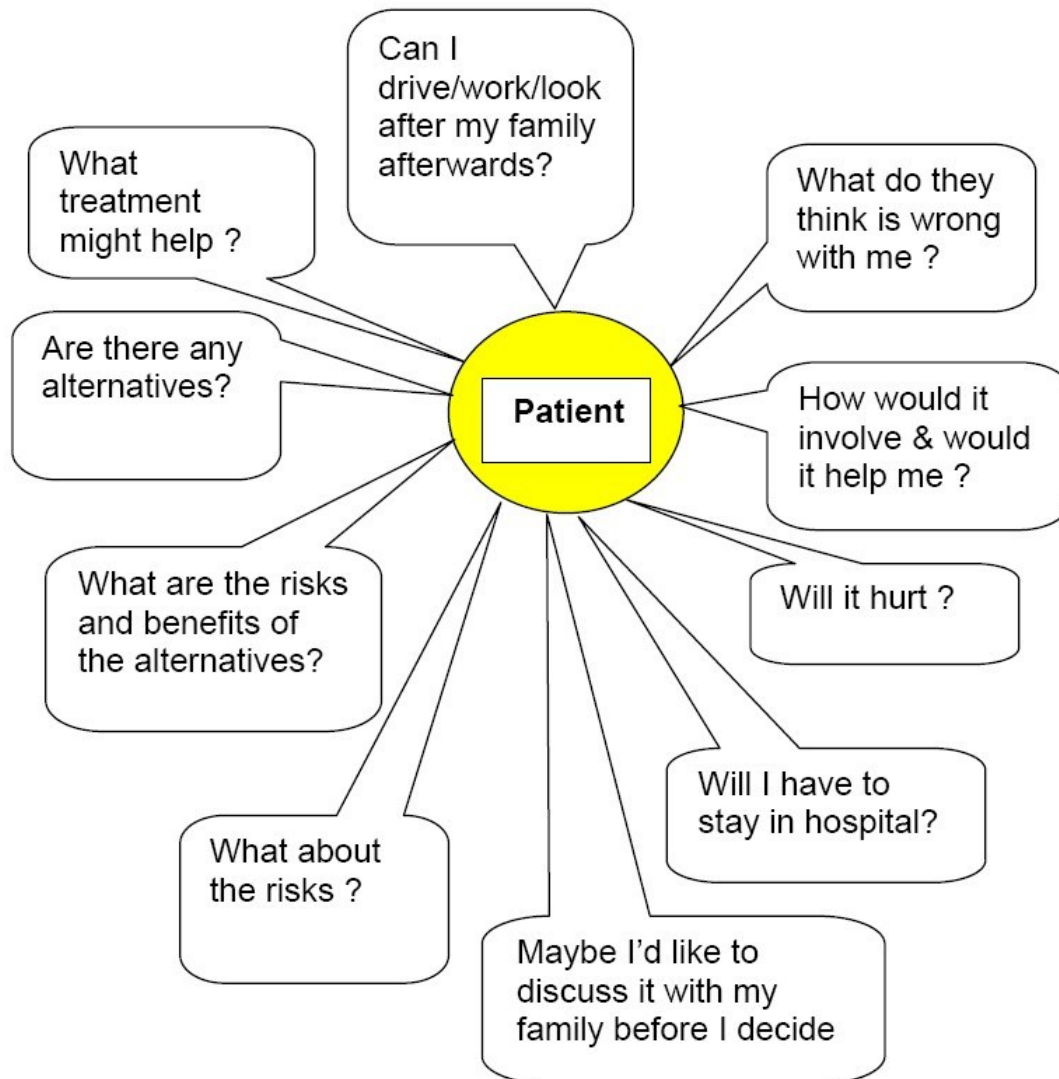 Can I
drive/work/look
after my family
afterwards?
What
treatment
might help ?
What do they
think is wrong
with me ?
Are there any
alternatives?
Patient
How would it
involve & would
it help me ?
What are the risks
and benefits of
the alternatives?
Will it hurt ?
Will I have to
stay in hospital?
What about
the risks ?
Maybe I’d like to
discuss it with my
family before I decide